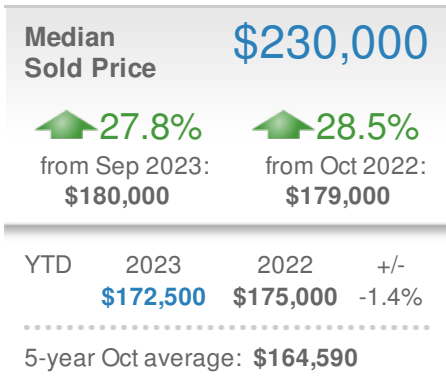 Median $230,000
Sold Price
27.8% 28.5%
from Sep 2023: from Oct 2022:
$180,000 $179,000
YTD 2023 2022 +/-
$172,500 $175,000 -1.4%
5-year Oct average: $164,590